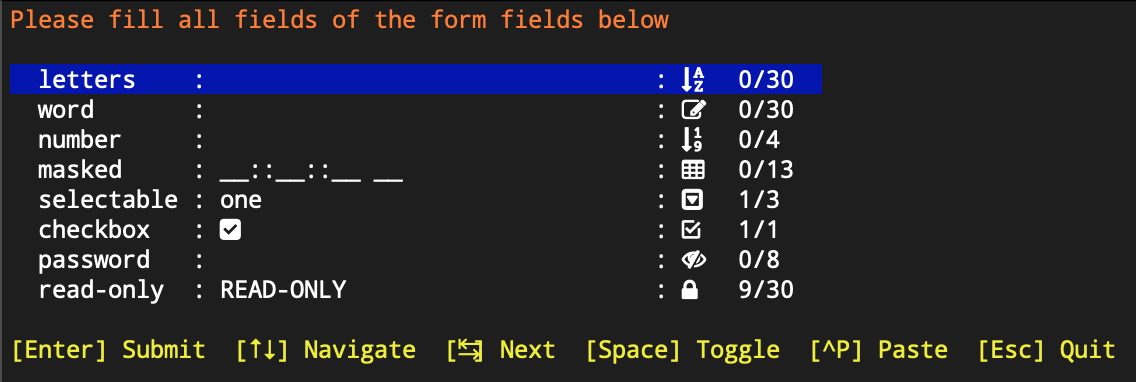 Please fill all fields of the form fields below
letters : : 0/30
word : : 0/30
number : : 0/4
masked : __::__::__ __ : 0/13
selectable : one : 1/3
checkbox : ☑ : 1/1
password : : 0/8
read-only : READ-ONLY : 9/30
[Enter] Submit [↑↓] Navigate [↹] Next [Space] Toggle [^P] Paste [Esc] Quit